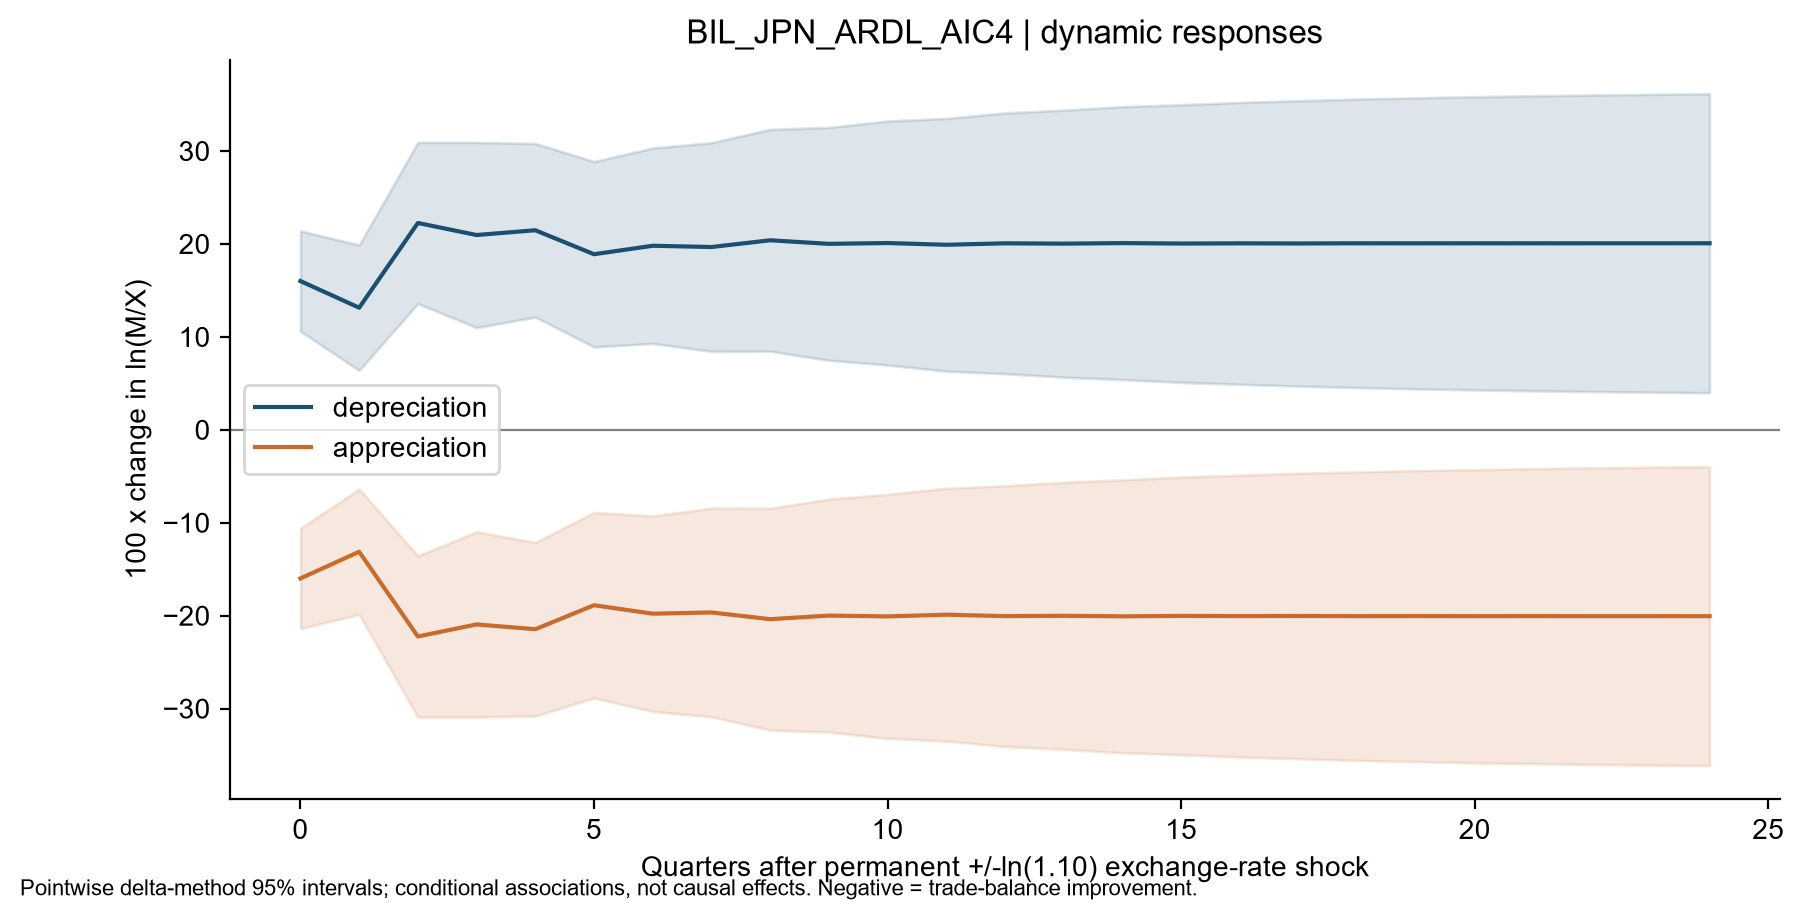 BIL_JPN_ARDL_AIC4 | dynamic responses
100 x change in ln(M/X)
30
20
10
0
−10
−20
−30
depreciation
appreciation
0
5
10
15
20
25
Quarters after permanent +/-ln(1.10) exchange-rate shock
Pointwise delta-method 95% intervals; conditional associations, not causal effects. Negative = trade-balance improvement.